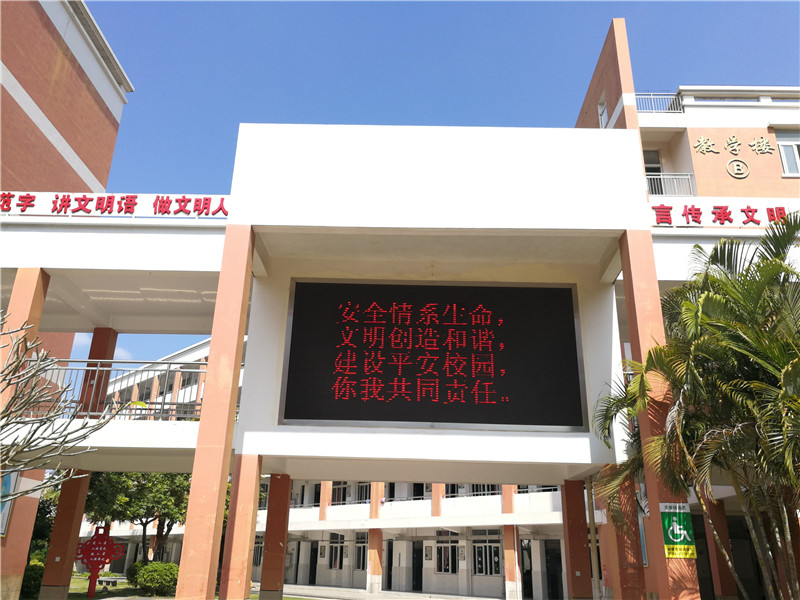 教学楼
B
范字 讲文明语 做文明人
言传承文明
安全情系生命,
文明创造和谐,
建设平安校园,
你我共同责任。